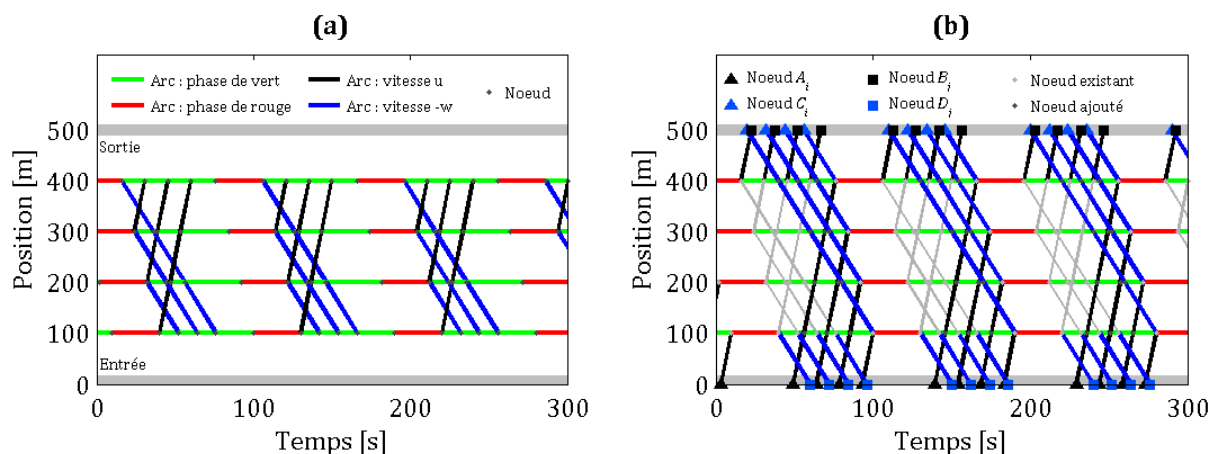 (a)
Arc : phase de vert
Arc : vitesse u
Noeud
Arc : phase de rouge
Arc : vitesse -w
Position [m]
500
400
300
200
100
0
Sortie
Entrée
0
100
200
300
Temps [s]
(b)
Noeud A_i
Noeud B_i
Noeud existant
Noeud C_i
Noeud D_i
Noeud ajouté
Position [m]
500
400
300
200
100
0
0
100
200
300
Temps [s]